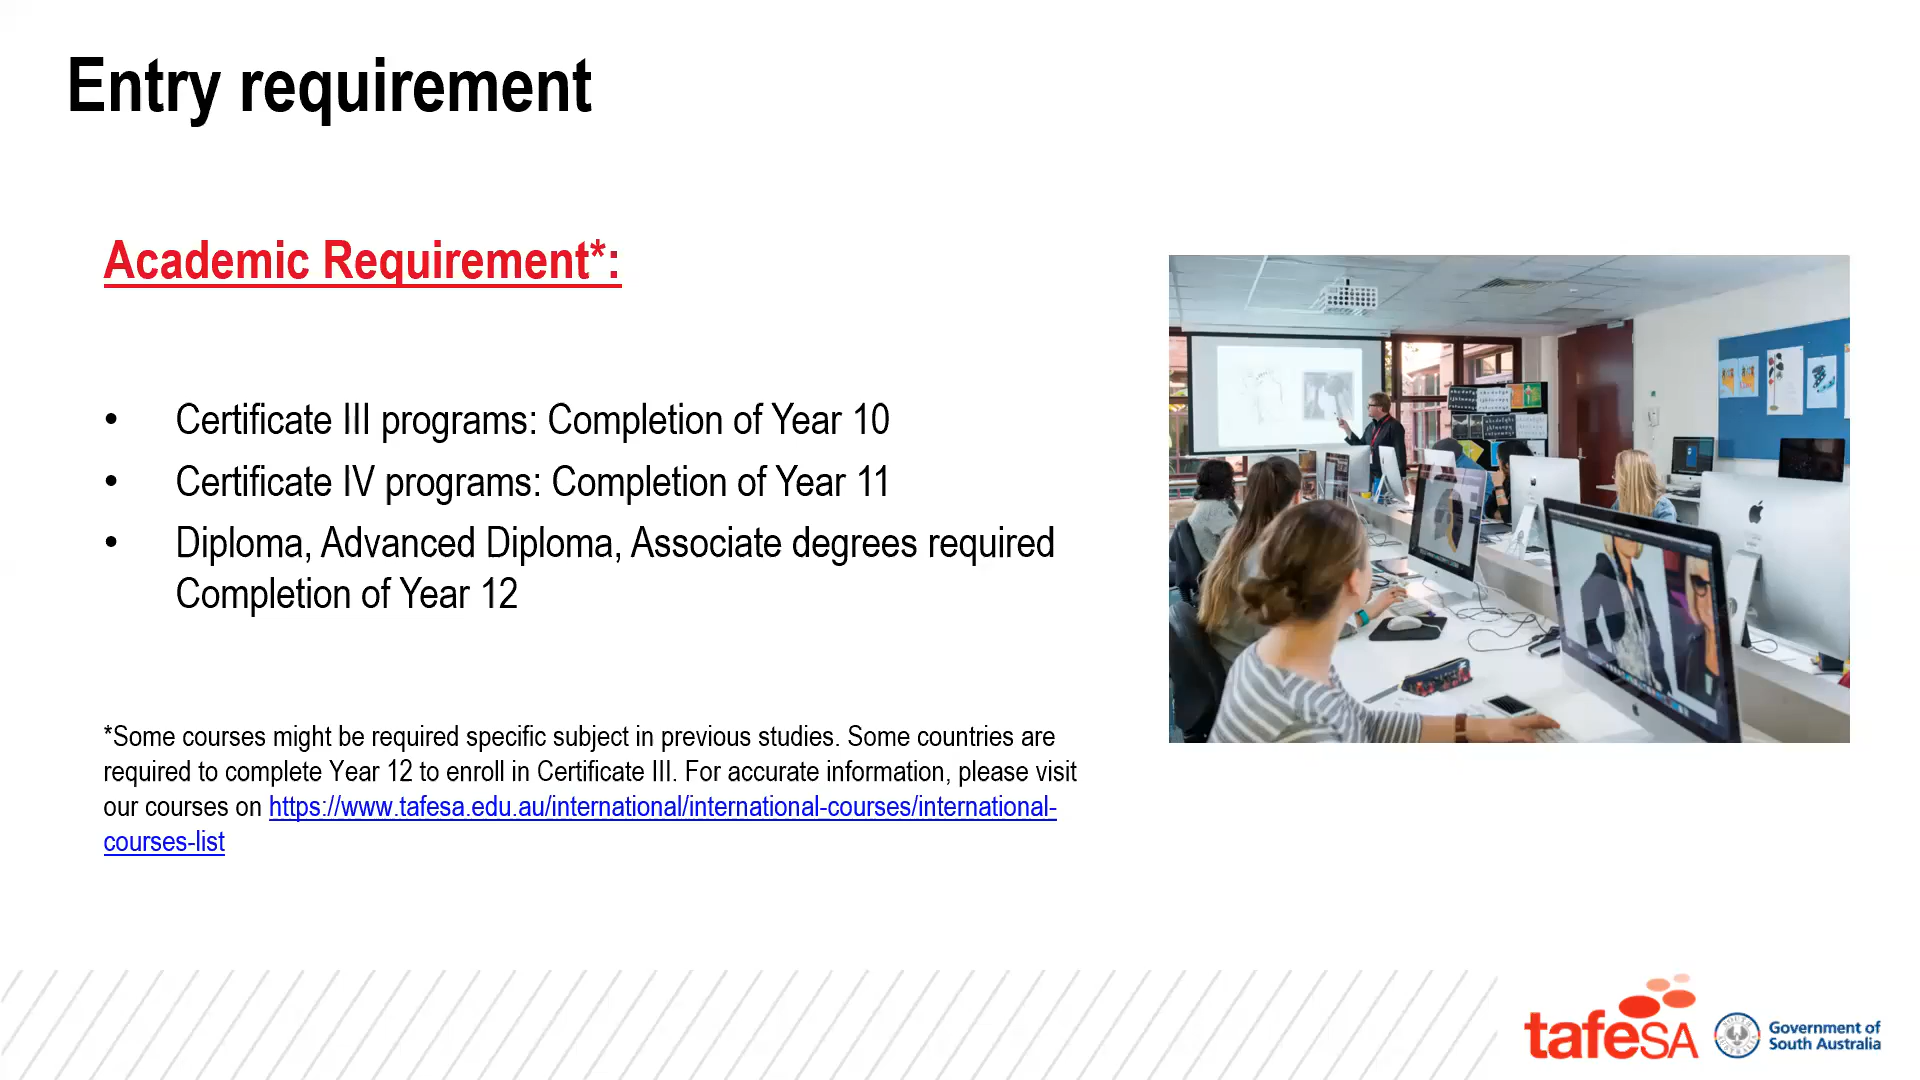 Entry requirement
Academic Requirement*:
• Certificate III programs: Completion of Year 10
• Certificate IV programs: Completion of Year 11
• Diploma, Advanced Diploma, Associate degrees required
Completion of Year 12
*Some courses might be required specific subject in previous studies. Some countries are
required to complete Year 12 to enroll in Certificate III. For accurate information, please visit
our courses on https://www.tafesa.edu.au/international/international-courses/international-
courses-list
tafeSA
Government of
South Australia